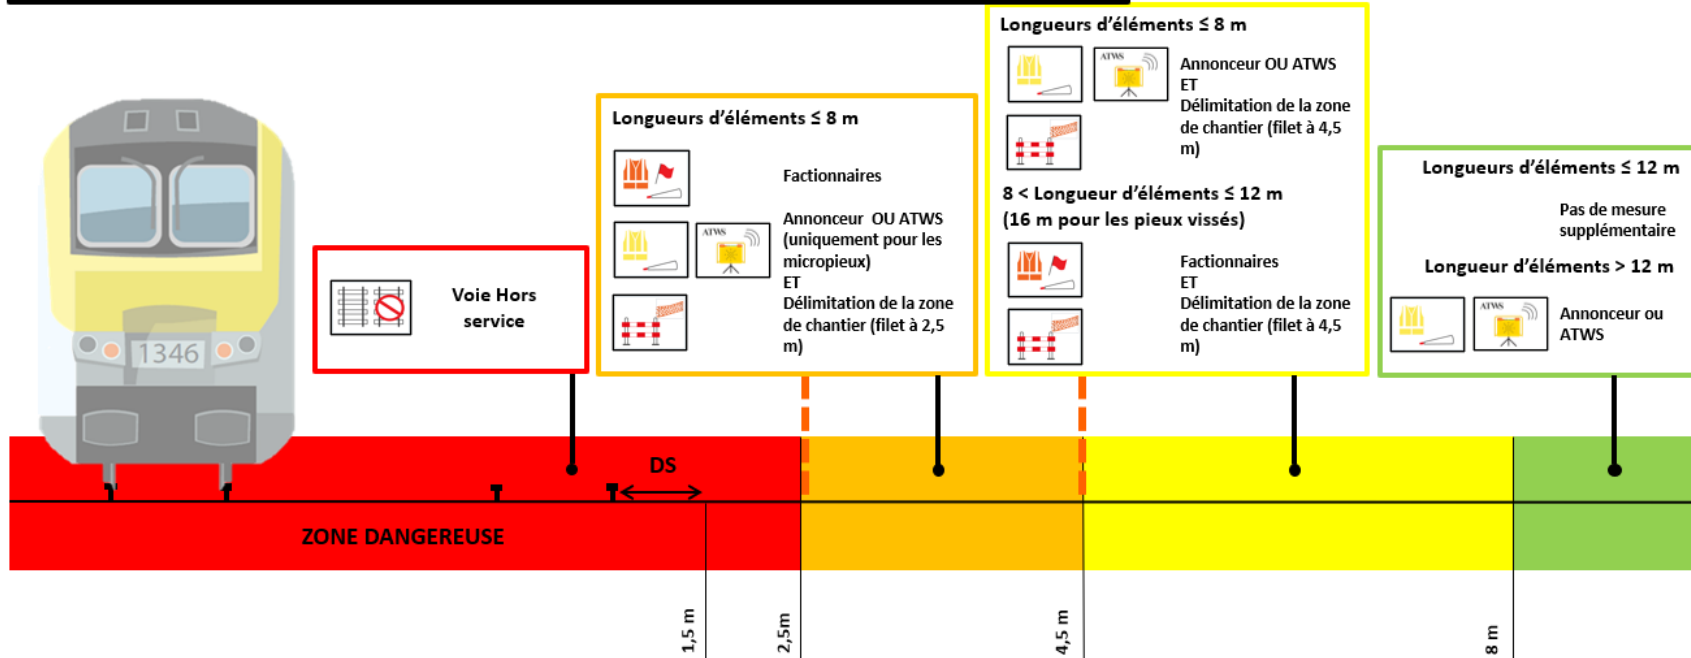 Longueurs d'éléments ≤ 8 m
ATWS
Annonceur OU ATWS
ET
Délimitation de la zone
de chantier (filet à 4,5
m)
8 < Longueur d'éléments ≤ 12 m
(16 m pour les pieux vissés)
Factionnaires
ET
Délimitation de la zone
de chantier (filet à 4,5
m)
Longueurs d'éléments ≤ 8 m
Factionnaires
ATWS
Annonceur OU ATWS
(uniquement pour les
micropieux)
ET
Délimitation de la zone
de chantier (filet à 2,5
m)
Longueurs d'éléments ≤ 12 m
Pas de mesure
supplémentaire
Longueur d'éléments > 12 m
ATWS
Annonceur ou
ATWS
Voie Hors
service
1346
DS
ZONE DANGEREUSE
1,5 m
2,5m
4,5 m
8 m